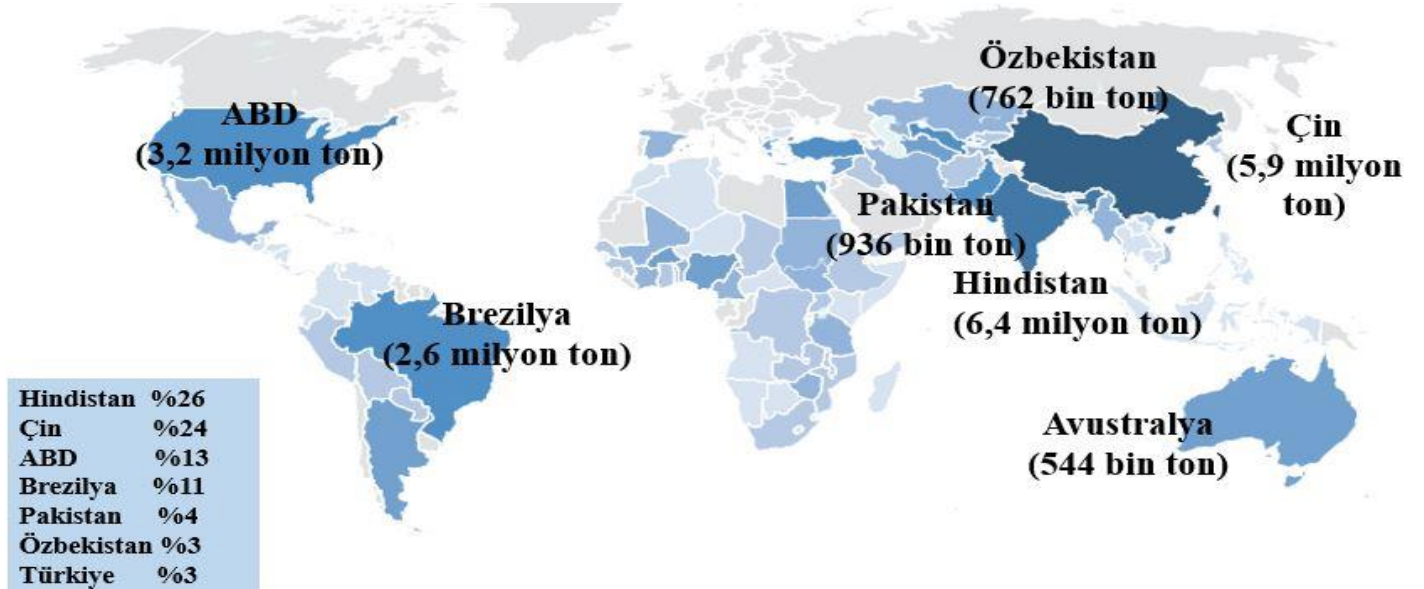 Özbekistan
(762 bin ton)
ABD
(3,2 milyon ton)
Çin
(5,9 milyon
ton)
Pakistan
(936 bin ton)
Hindistan
(6,4 milyon ton)
Brezilya
(2,6 milyon ton)
Avustralya
(544 bin ton)
Hindistan %26
Çin %24
ABD %13
Brezilya %11
Pakistan %4
Özbekistan %3
Türkiye %3